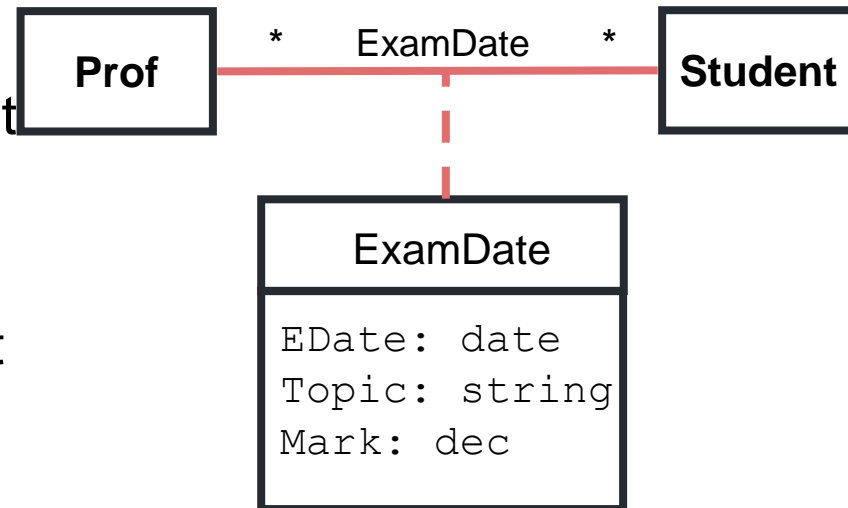 * ExamDate *
Prof
Student
t
ExamDate
t
EDate: date
Topic: string
Mark: dec